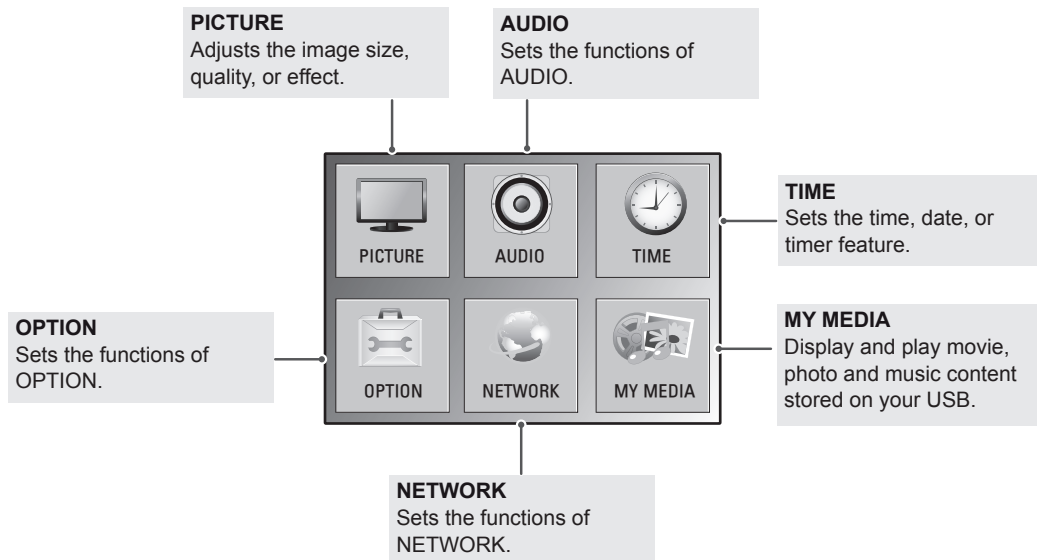 PICTURE
Adjusts the image size,
quality, or effect.
AUDIO
Sets the functions of
AUDIO.
PICTURE
AUDIO
TIME
TIME
Sets the time, date, or
timer feature.
OPTION
Sets the functions of
OPTION.
OPTION
NETWORK
MY MEDIA
MY MEDIA
Display and play movie,
photo and music content
stored on your USB.
NETWORK
Sets the functions of
NETWORK.